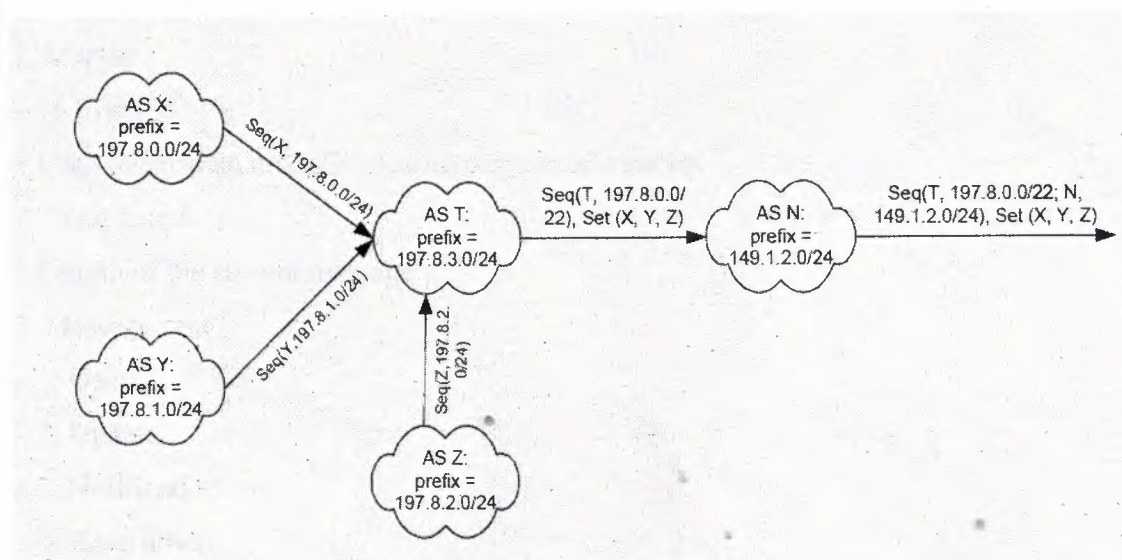 AS X:
prefix =
197.8.0.0/24
Seq(X, 197.8.0.0/24)
AS Y:
prefix =
197.8.1.0/24
Seq(Y,197.8.1.0/24)
AS Z:
prefix =
197.8.2.0/24
Seq(Z,197.8.2.
0/24)
AS T:
prefix =
197.8.3.0/24
Seq(T, 197.8.0.0/
22), Set (X, Y, Z)
AS N:
prefix =
149.1.2.0/24
Seq(T, 197.8.0.0/22; N,
149.1.2.0/24), Set (X, Y, Z)